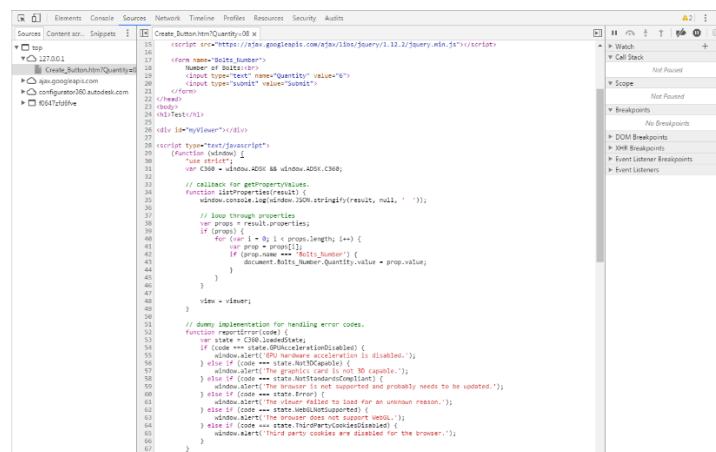 Elements Console Sources Network Timeline Profiles Resources Security Audits
2
Sources Content scr... Snippets
Create_Button.htm?Quantity=08 ×
top
127.0.0.1
Create_Button.htm?Quantity=0
ajax.googleapis.com
configurator360.autodesk.com
15 <script src="https://ajax.googleapis.com/ajax/libs/jquery/1.12.2/jquery.min.js"></script>
16
17 <form name="Bolts_Number">
18 Number of Bolts:<br>
19 <input type="text" name="Quantity" value="6">
20 <input type="submit" value="Submit">
21 </form>
22 </head>
23 <body>
24 <h1>Test</h1>
25
26 <div id="myViewer"></div>
27
28 <script type="text/javascript">
29 (function (window) {
30 "use strict";
31 var C360 = window.ADSK && window.ADSK.C360;
32
33 // callback for getPropertyValues.
34 function listProperties(result) {
35 window.console.log(window.JSON.stringify(result, null, ' '));
36
37 // loop through properties
38 var props = result.properties;
39 if (props) {
40 for (var i = 0; i < props.length; i++) {
41 var prop = props[i];
42 if (prop.name === 'Bolts_Number') {
43 document.Bolts_Number.Quantity.value = prop.value;
44 }
45 }
46 }
47
48 view = viewer;
49 }
50
51 // dummy implementation for handling error codes.
52 function reportError(code) {
53 var state = C360.loadedState;
54 if (code === state.GPUAccelerationDisabled) {
55 window.alert('GPU hardware acceleration is disabled.');
56 } else if (code === state.Not3DCapable) {
57 window.alert('The graphics card is not 3D capable.');
58 } else if (code === state.NotStandardsCompliant) {
59 window.alert('The browser is not supported and probably needs to be updated.');
60 } else if (code === state.Error) {
61 window.alert('The viewer failed to load for an unknown reason.');
62 } else if (code === state.WebGLNotSupported) {
63 window.alert('The browser does not support WebGL.');
64 } else if (code === state.ThirdPartyCookiesDisabled) {
65 window.alert('Third party cookies are disabled for the browser.');
66 }
67 }
Watch
Call Stack
Not Paused
Scope
Not Paused
Breakpoints
No Breakpoints
DOM Breakpoints
XHR Breakpoints
Event Listener Breakpoints
Event Listeners